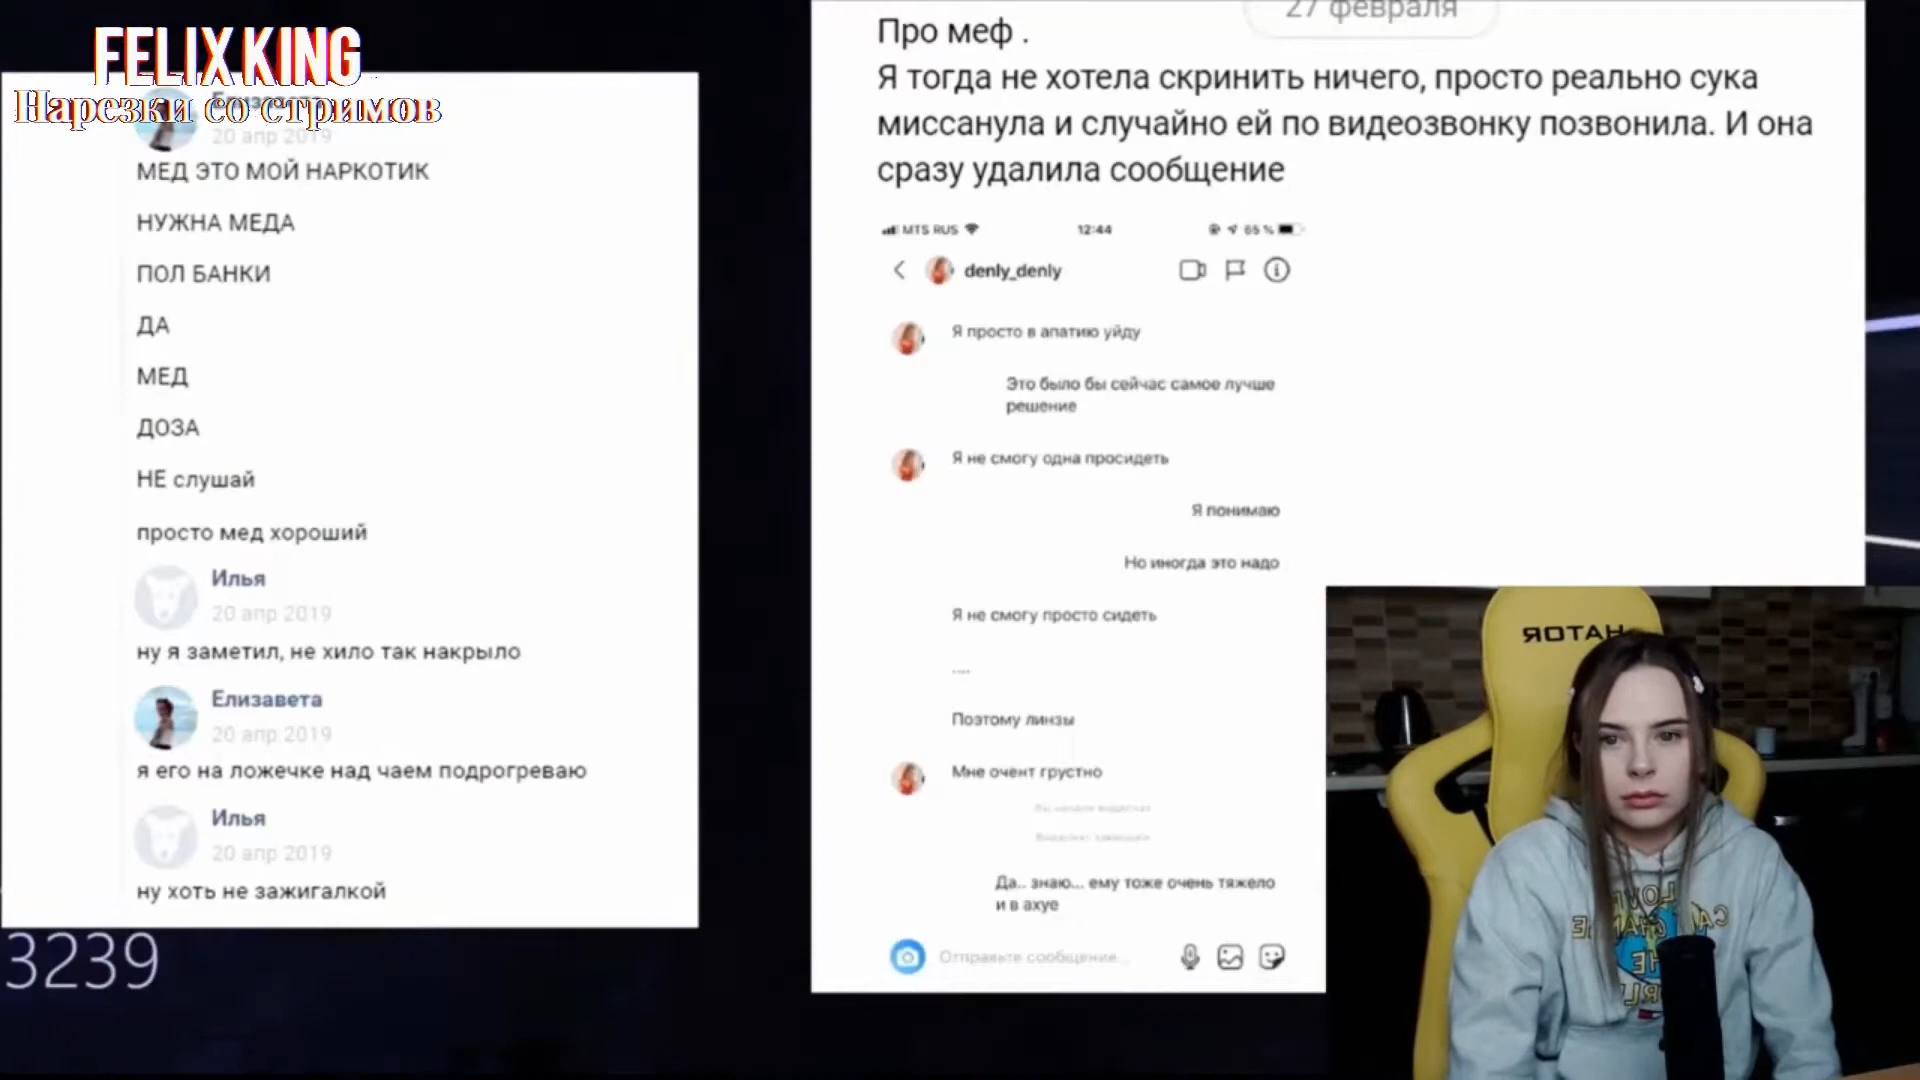 FELIX KING
Нарезки со стримов
Елизавета
20 апр 2019
МЕД ЭТО МОЙ НАРКОТИК
НУЖНА МЕДА
ПОЛ БАНКИ
ДА
МЕД
ДОЗА
НЕ слушай
просто мед хороший
Илья
20 апр 2019
ну я заметил, не хило так накрыло
Елизавета
20 апр 2019
я его на ложечке над чаем подрогреваю
Илья
20 апр 2019
ну хоть не зажигалкой
3239
27 февраля
Про меф .
Я тогда не хотела скринить ничего, просто реально сука
миссанула и случайно ей по видеозвонку позвонила. И она
сразу удалила сообщение
MTS RUS 12:44 65 %
denly_denly
Я просто в апатию уйду
Это было бы сейчас самое лучше
решение
Я не смогу одна просидеть
Я понимаю
Но иногда это надо
Я не смогу просто сидеть
....
Поэтому линзы
Мне очент грустно
Да.. знаю... ему тоже очень тяжело
и в ахуе
Отправьте сообщение...
ЯОТАН